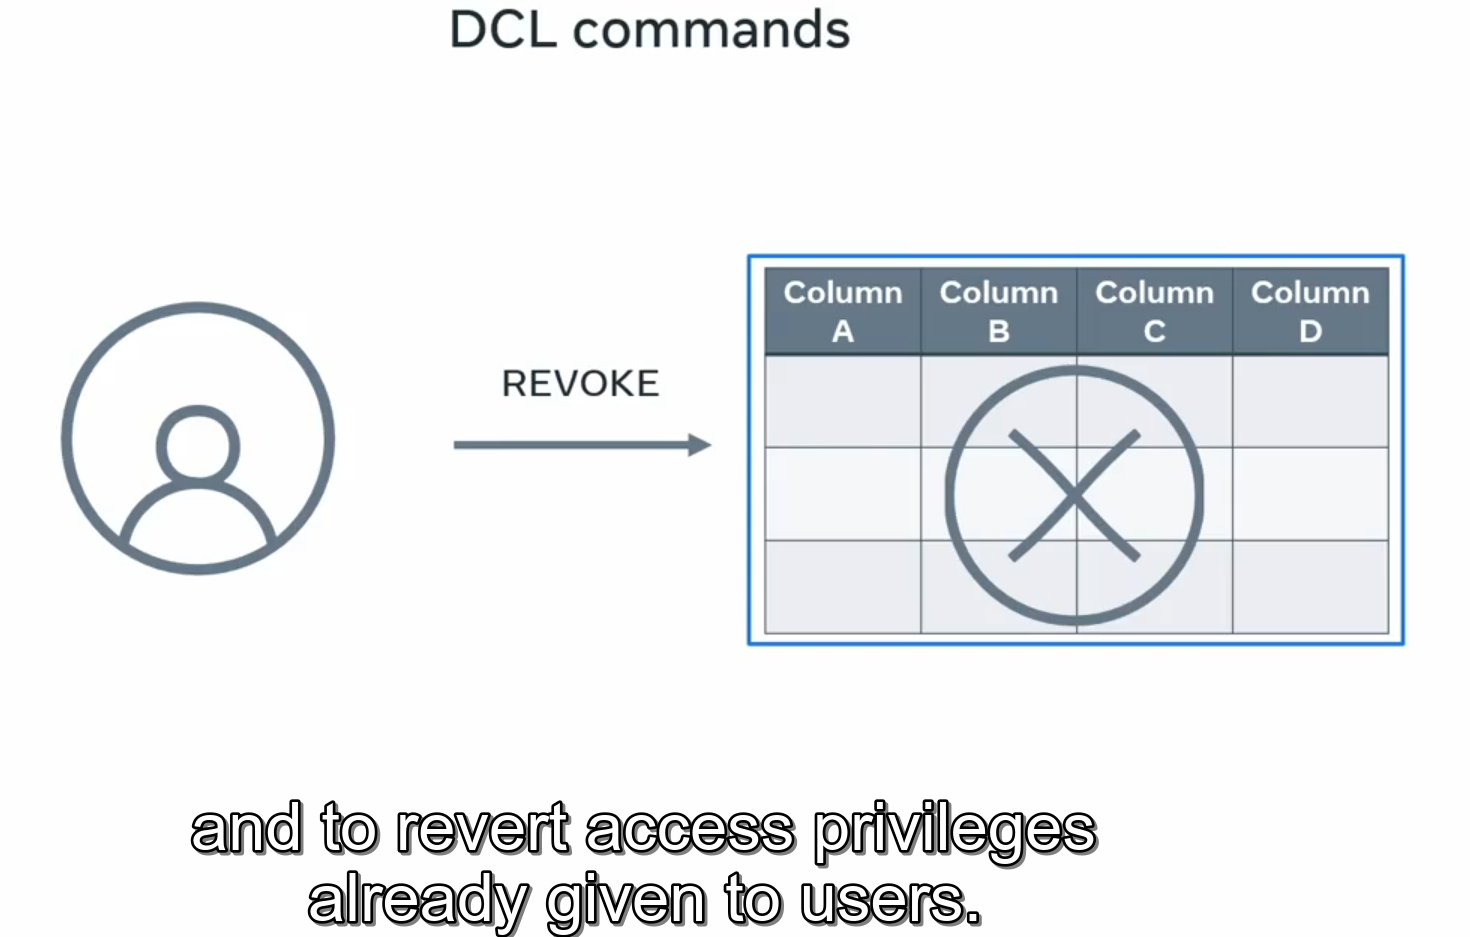 DCL commands
REVOKE
Column A
Column B
Column C
Column D
and to revert access privileges
already given to users.